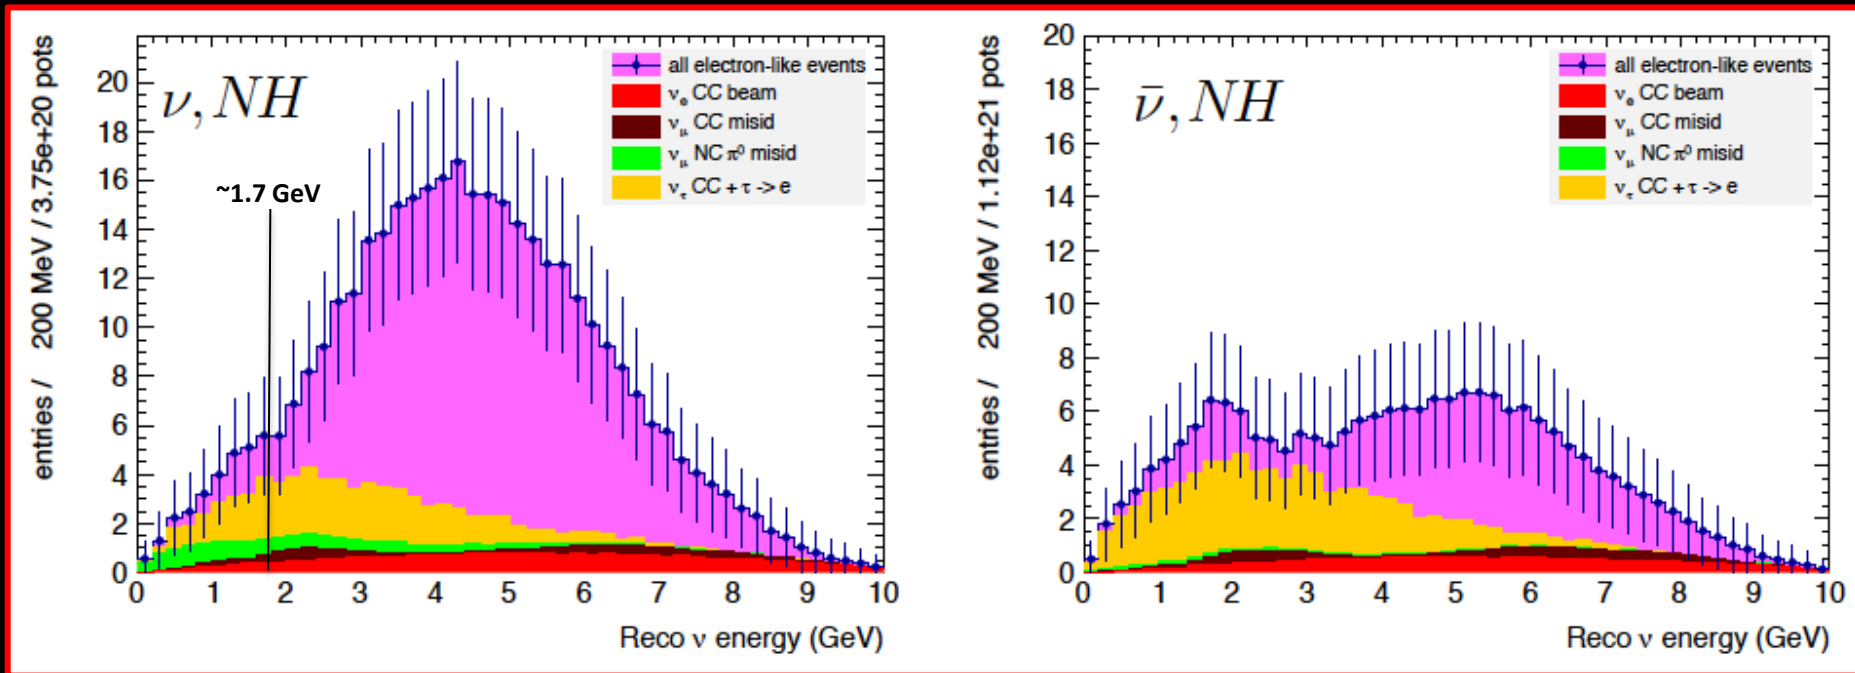 entries / 200 MeV / 3.75e+20 pots
20
18
16
14
12
10
8
6
4
2
0
ν, NH
~1.7 GeV
all electron-like events
νe CC beam
νμ CC misid
νμ NC π⁰ misid
ντ CC + τ -> e
0 1 2 3 4 5 6 7 8 9 10
Reco ν energy (GeV)
entries / 200 MeV / 1.12e+21 pots
20
18
16
14
12
10
8
6
4
2
0
ν̄, NH
all electron-like events
νe CC beam
νμ CC misid
νμ NC π⁰ misid
ντ CC + τ -> e
0 1 2 3 4 5 6 7 8 9 10
Reco ν energy (GeV)